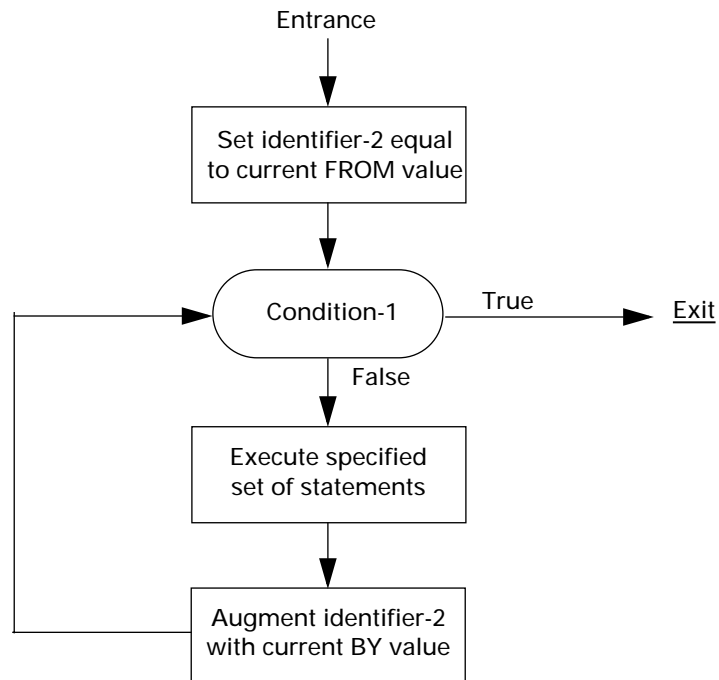 Entrance
Set identifier-2 equal
to current FROM value
Condition-1
True
Exit
False
Execute specified
set of statements
Augment identifier-2
with current BY value